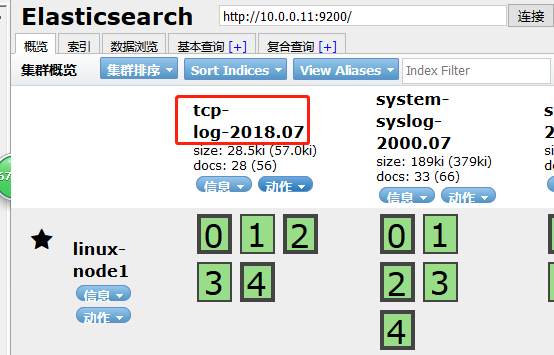 Elasticsearch http://10.0.0.11:9200/ 连接
概览 索引 数据浏览 基本查询 [+] 复合查询 [+]
集群概览 集群排序 Sort Indices View Aliases Index Filter
tcp-
log-2018.07
size: 28.5ki (57.0ki)
docs: 28 (56)
信息 动作
system-
syslog-
2000.07
size: 189ki (379ki)
docs: 33 (66)
信息 动作
s
si
do
67
linux-
node1
信息
动作
0 1 2
3 4
0 1
2 3
4